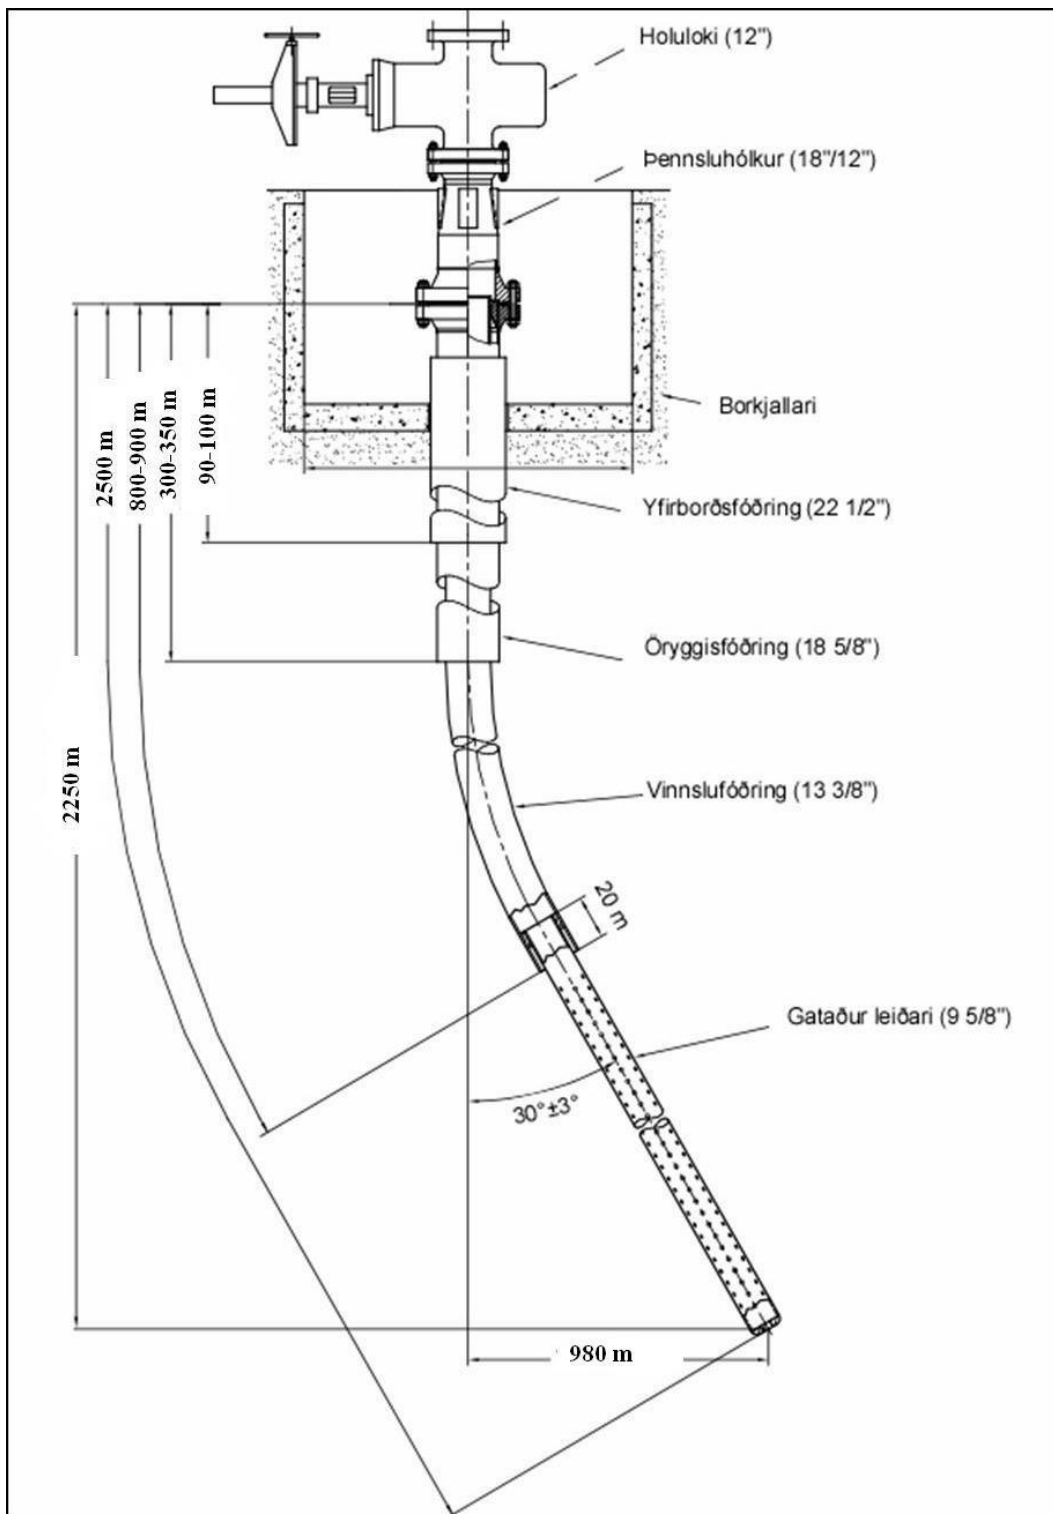 Holuloki (12")
Þennsluhólkur (18"/12")
Borkjallari
2500 m
800-900 m
300-350 m
90-100 m
Yfirborðsfóðring (22 1/2")
Öryggisfóðring (18 5/8")
2250 m
Vinnslufóðring (13 3/8")
20 m
Gataður leiðari (9 5/8")
30°±3°
980 m